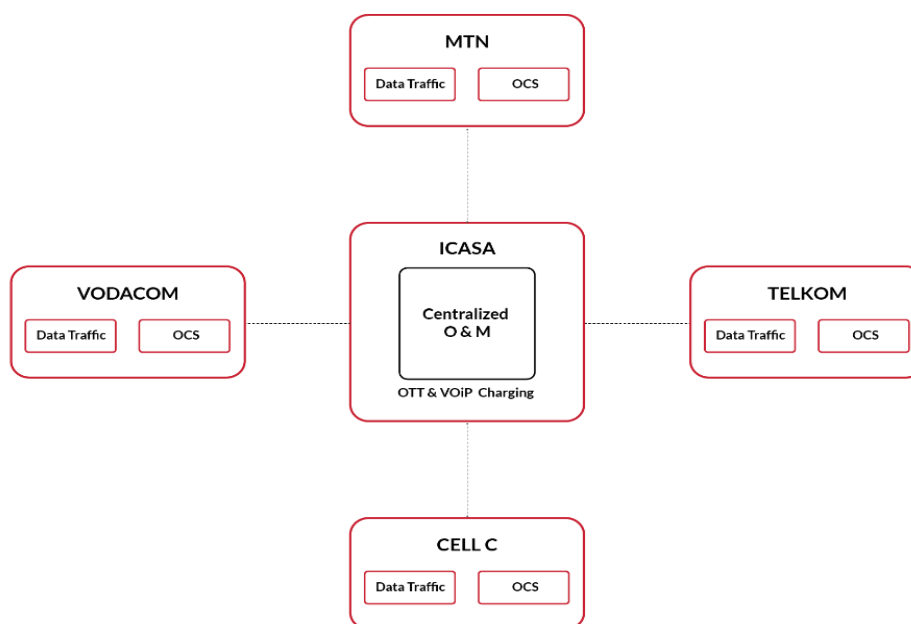 MTN
Data Traffic
OCS
ICASA
Centralized
O & M
OTT & VOiP Charging
VODACOM
Data Traffic
OCS
TELKOM
Data Traffic
OCS
CELL C
Data Traffic
OCS